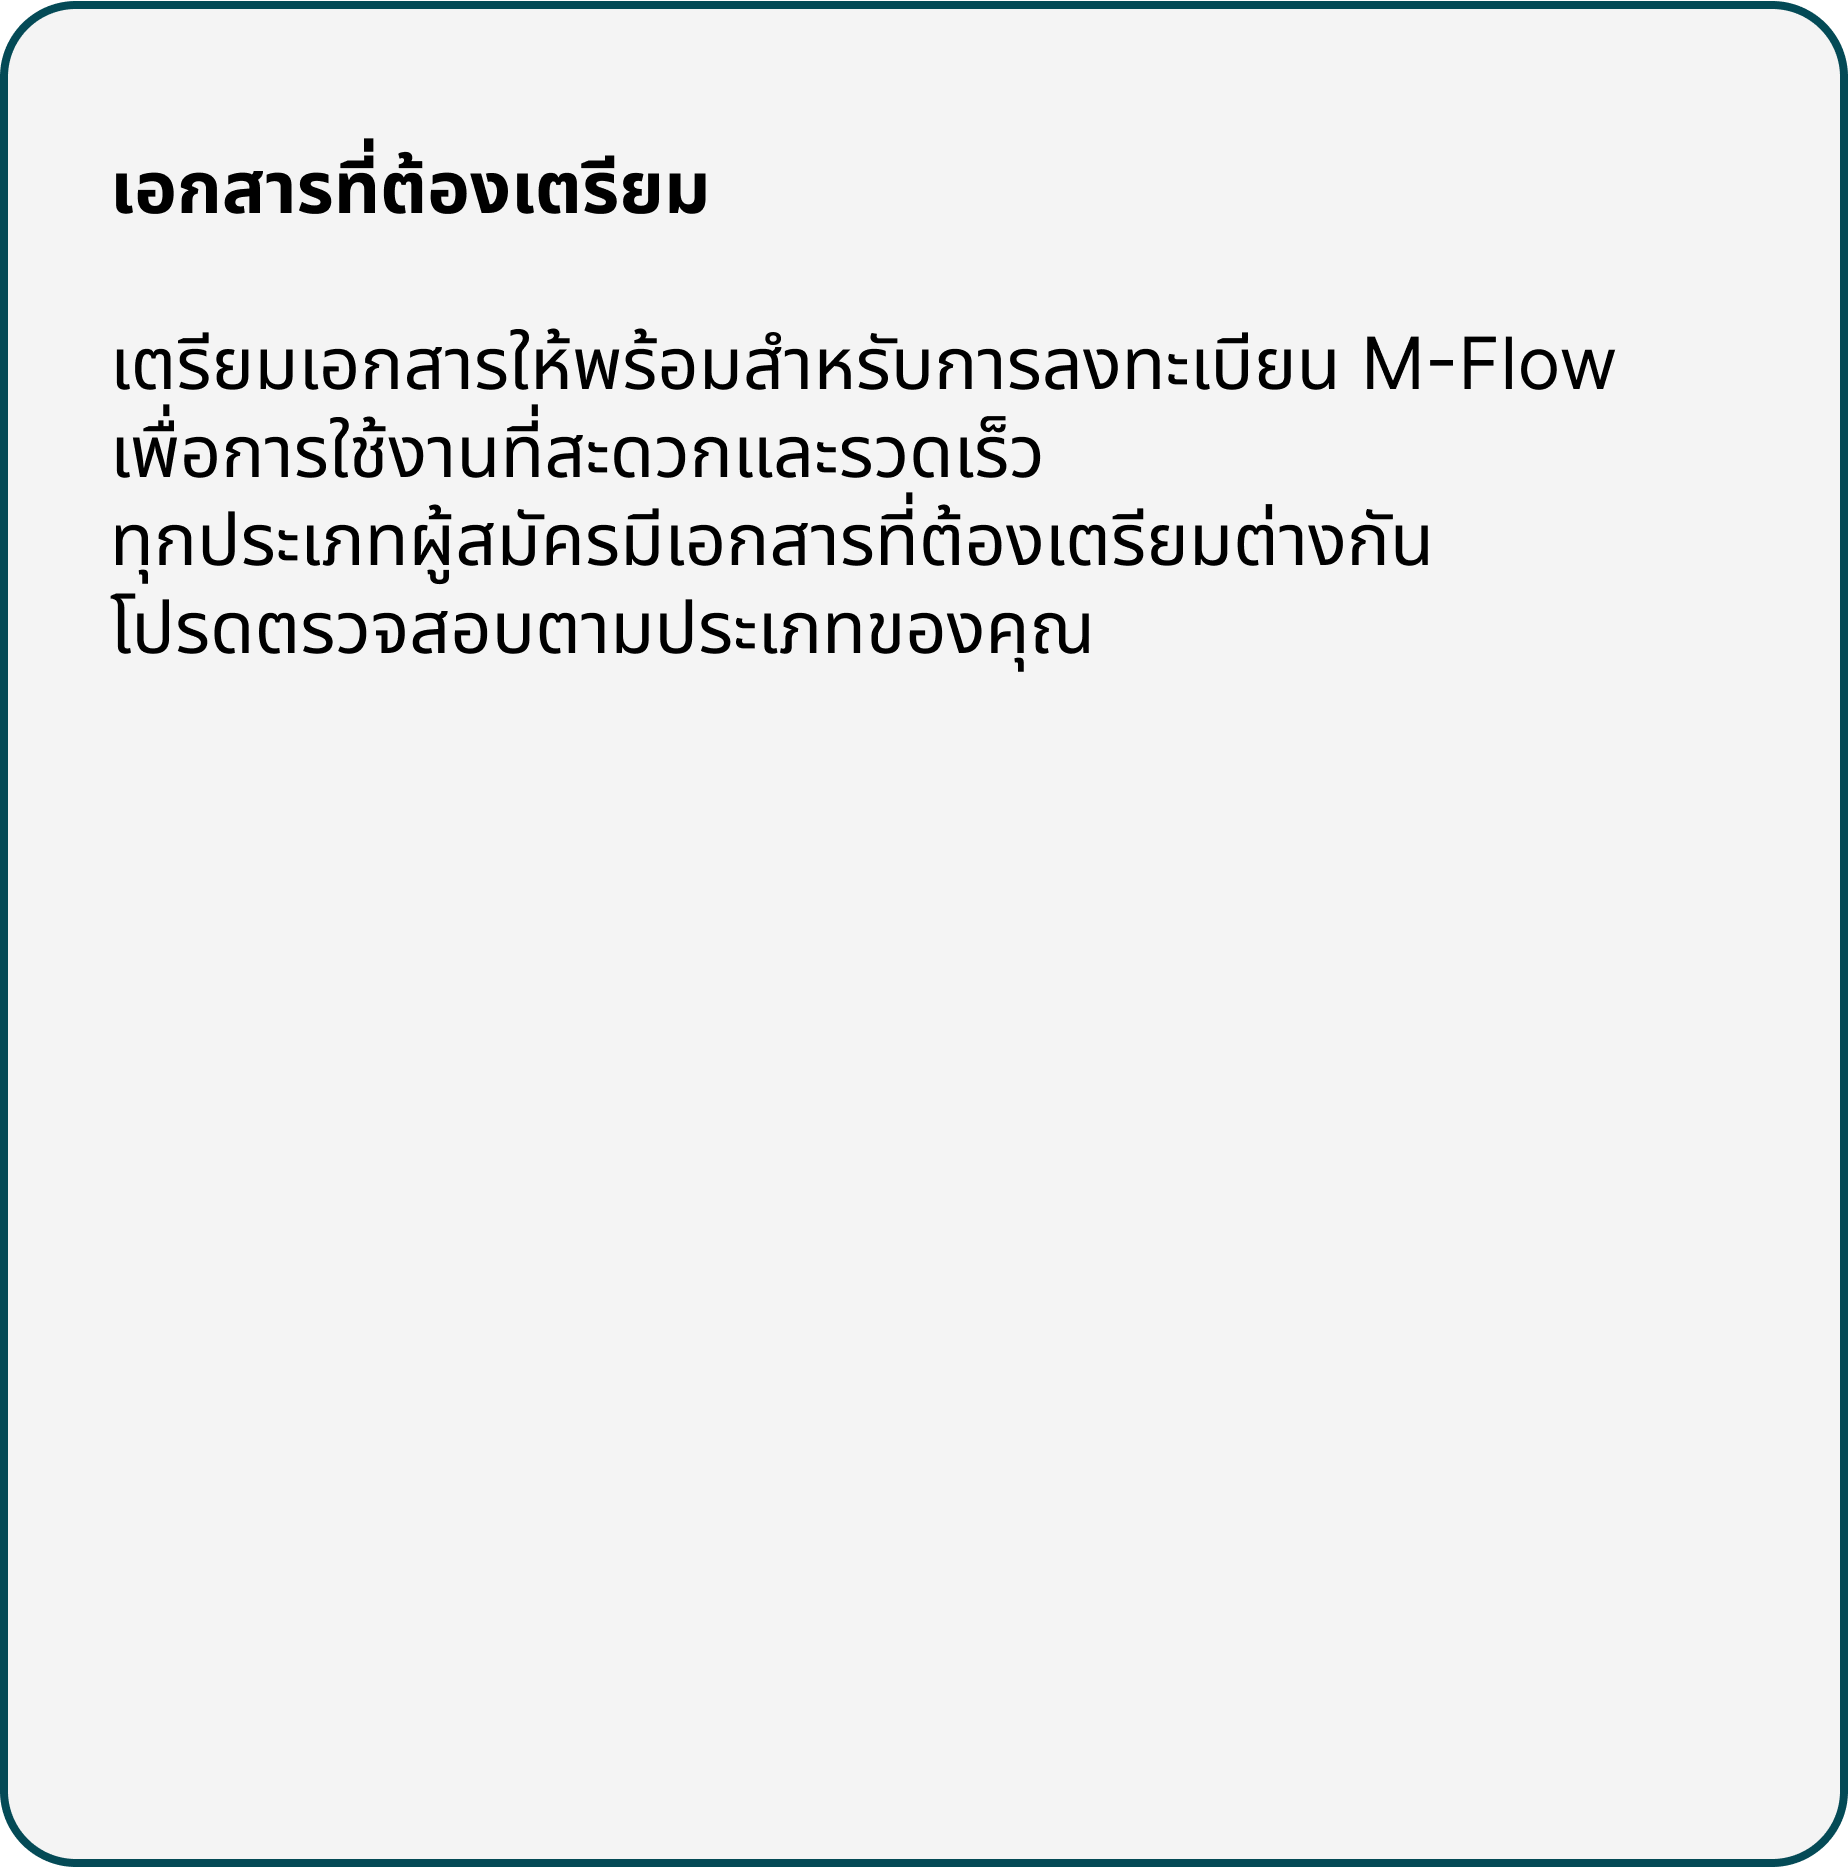 เอกสารที่ต้องเตรียม
เตรียมเอกสารให้พร้อมสำหรับการลงทะเบียน M-Flow
เพื่อการใช้งานที่สะดวกและรวดเร็ว
ทุกประเภทผู้สมัครมีเอกสารที่ต้องเตรียมต่างกัน
โปรดตรวจสอบตามประเภทของคุณ